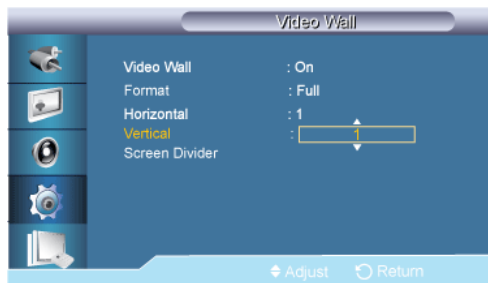 Video Wall
Video Wall : On
Format : Full
Horizontal : 1
Vertical : 1
Screen Divider
Adjust Return